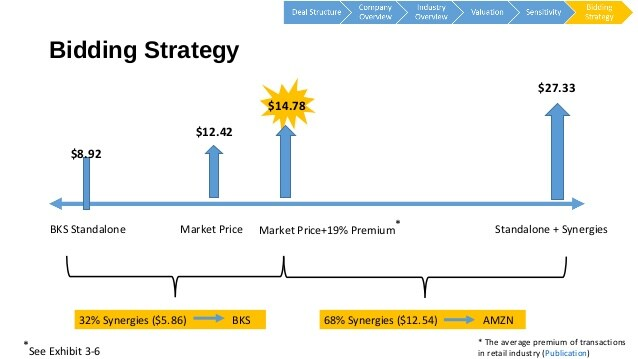 Deal Structure
Company
Overview
Industry
Overview
Valuation
Sensitivity
Bidding
Strategy
Bidding Strategy
$27.33
$14.78
$12.42
$8.92
BKS Standalone
Market Price
Market Price+19% Premium*
Standalone + Synergies
32% Synergies ($5.86) BKS
68% Synergies ($12.54) AMZN
*See Exhibit 3-6
* The average premium of transactions
in retail industry (Publication)